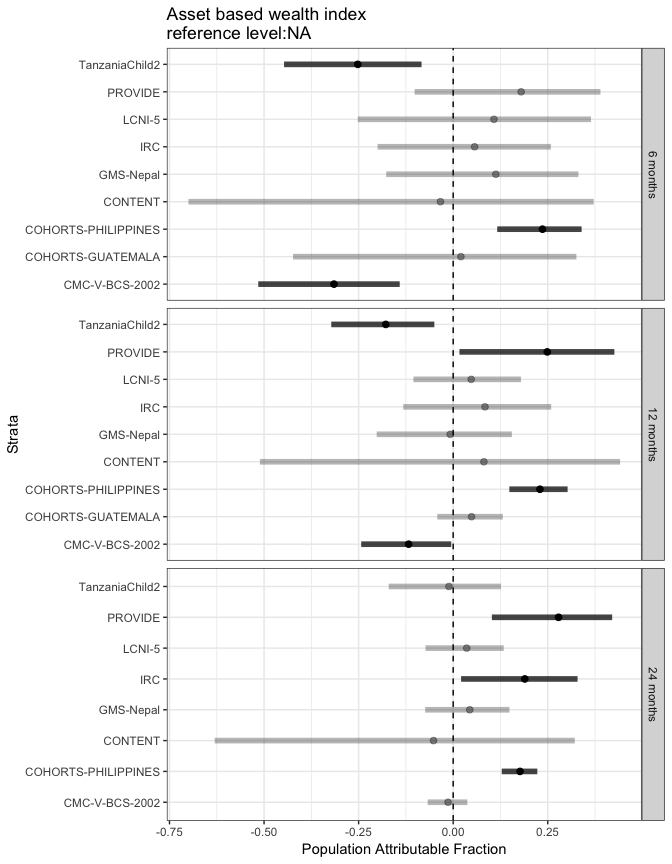 Asset based wealth index
reference level:NA
Strata
TanzaniaChild2
PROVIDE
LCNI-5
IRC
GMS-Nepal
CONTENT
COHORTS-PHILIPPINES
COHORTS-GUATEMALA
CMC-V-BCS-2002
6 months
TanzaniaChild2
PROVIDE
LCNI-5
IRC
GMS-Nepal
CONTENT
COHORTS-PHILIPPINES
COHORTS-GUATEMALA
CMC-V-BCS-2002
12 months
TanzaniaChild2
PROVIDE
LCNI-5
IRC
GMS-Nepal
CONTENT
COHORTS-PHILIPPINES
CMC-V-BCS-2002
24 months
-0.75 -0.50 -0.25 0.00 0.25
Population Attributable Fraction